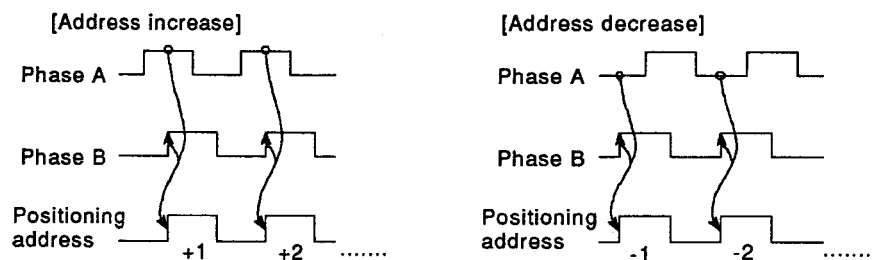 [Address increase]
Phase A
Phase B
Positioning
address
+1 +2 .......
[Address decrease]
Phase A
Phase B
Positioning
address
-1 -2 .......